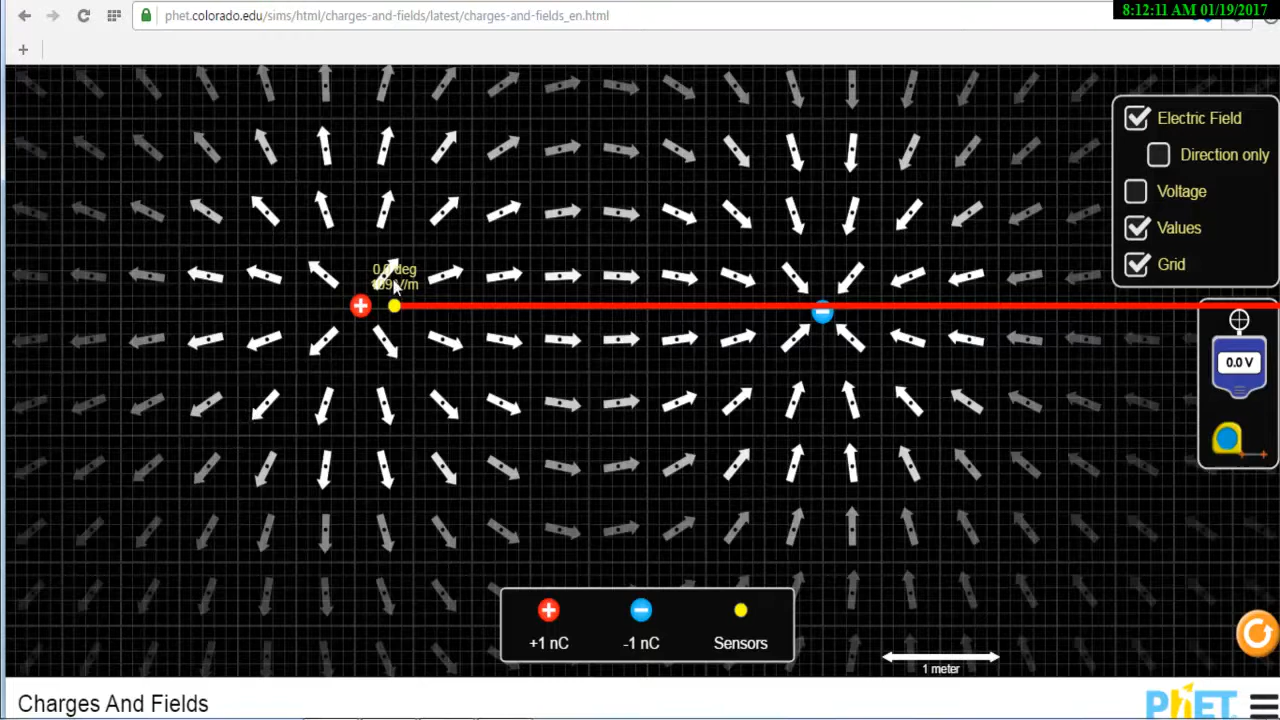 8:12:11 AM 01/19/2017
phet.colorado.edu/sims/html/charges-and-fields/latest/charges-and-fields_en.html
Electric Field
Direction only
Voltage
Values
Grid
deg
V/m
0.0 V
+1 nC
-1 nC
Sensors
1 meter
Charges And Fields
PhET